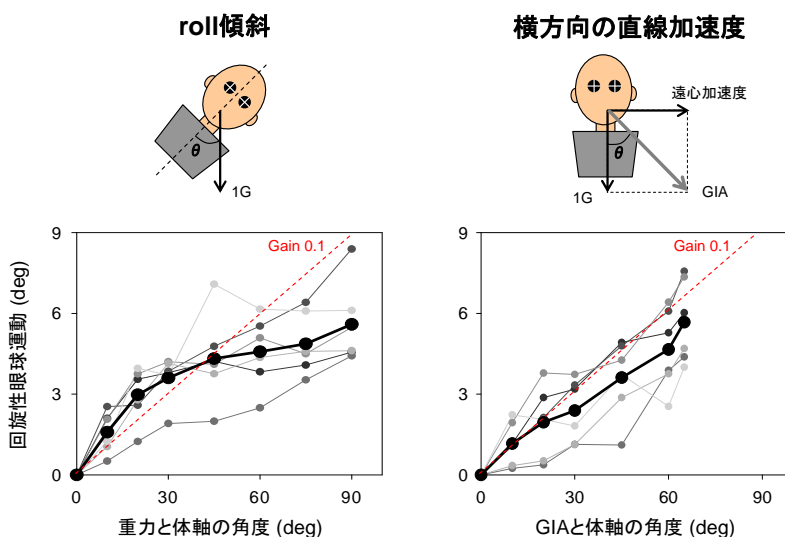 roll傾斜
横方向の直線加速度
θ
1G
遠心加速度
θ
1G
GIA
回旋性眼球運動 (deg)
9
6
3
0
Gain 0.1
0
30
60
90
重力と体軸の角度 (deg)
9
6
3
0
Gain 0.1
0
30
60
90
GIAと体軸の角度 (deg)